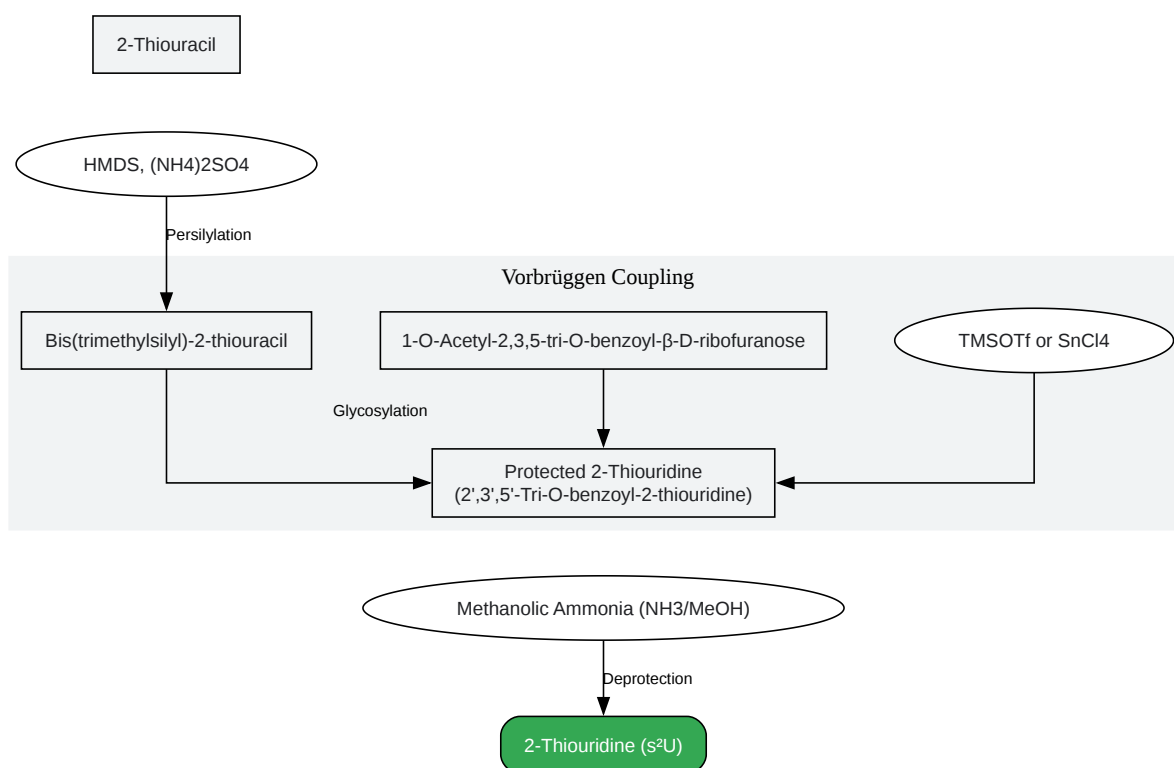 2-Thiouracil
HMDS, (NH4)2SO4
Persilylation
Vorbrüggen Coupling
Bis(trimethylsilyl)-2-thiouracil
1-O-Acetyl-2,3,5-tri-O-benzoyl-β-D-ribofuranose
TMSOTf or SnCl4
Glycosylation
Protected 2-Thiouridine
(2',3',5'-Tri-O-benzoyl-2-thiouridine)
Methanolic Ammonia (NH3/MeOH)
Deprotection
2-Thiouridine (s²U)